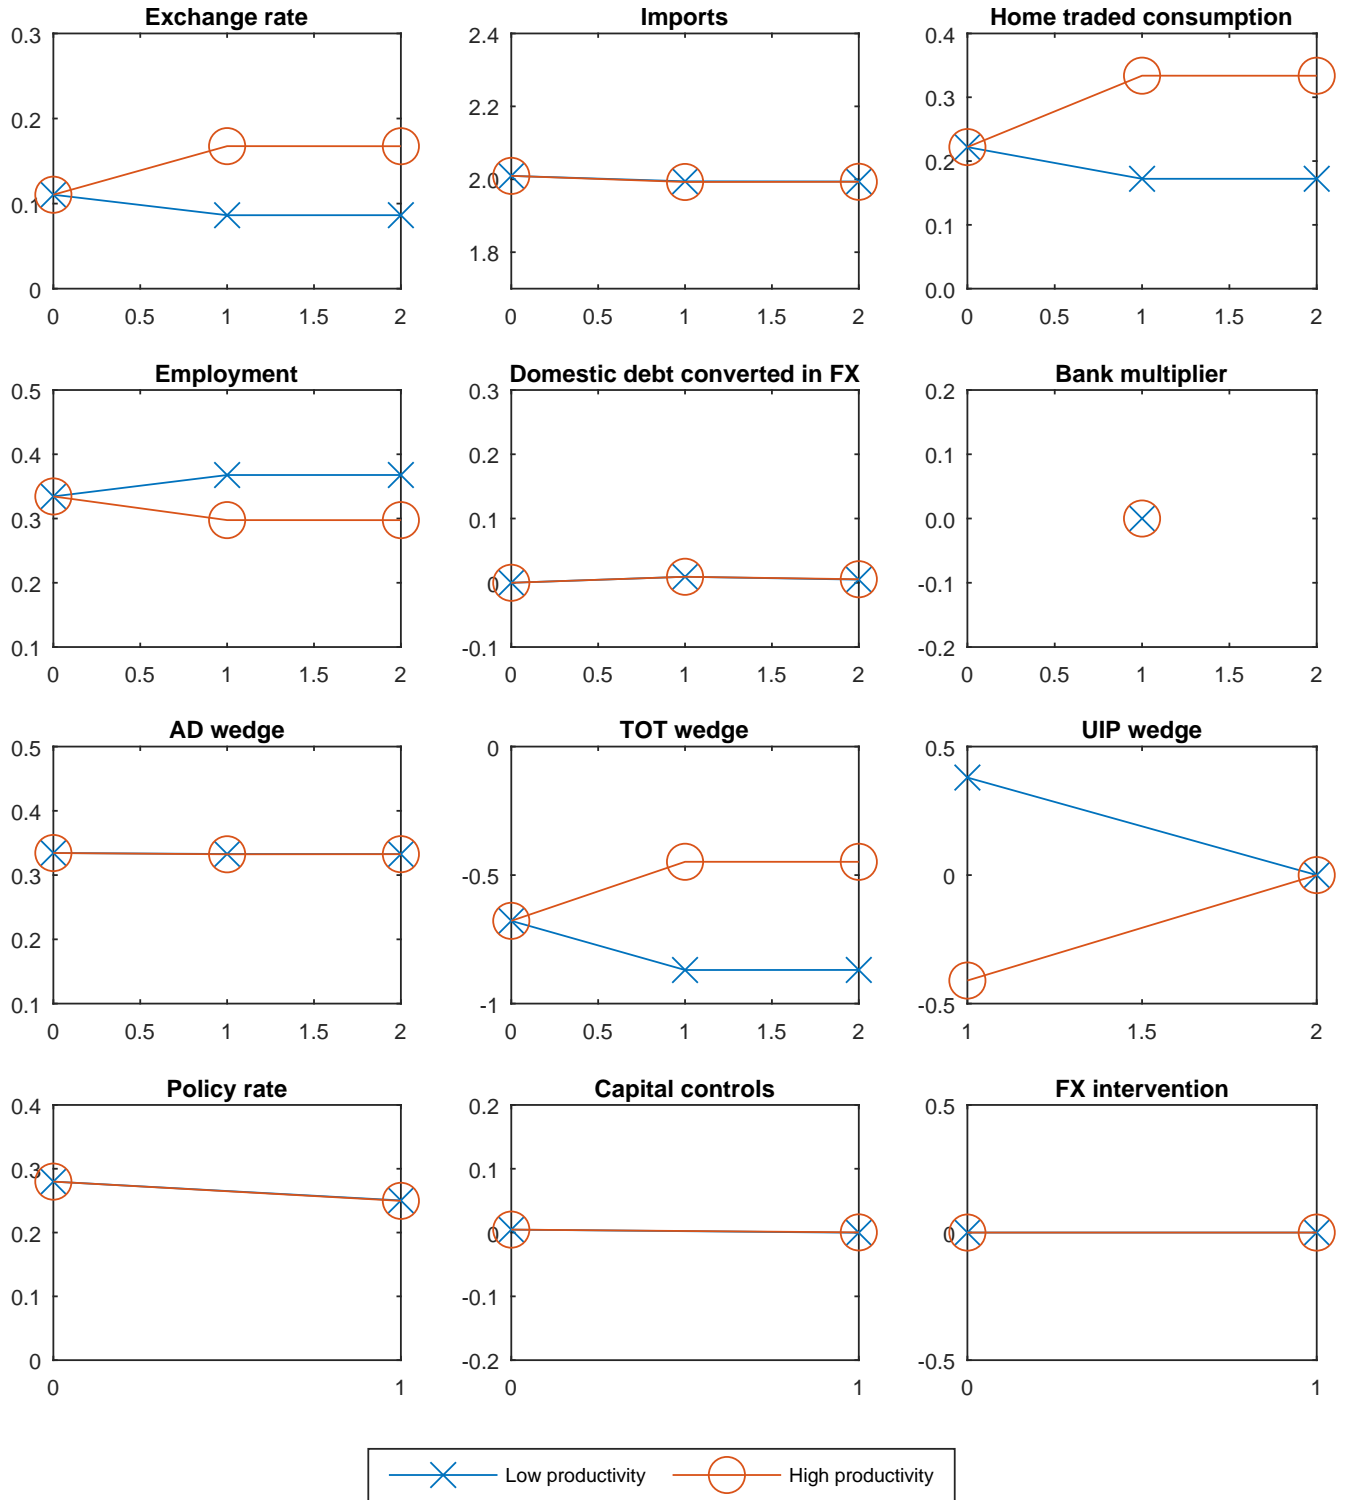 Exchange rate
0.3
0.2
0.1
0
0 0.5 1 1.5 2
Imports
2.4
2.2
2.0
1.8
0 0.5 1 1.5 2
Home traded consumption
0.4
0.3
0.2
0.1
0.0
0 0.5 1 1.5 2
Employment
0.5
0.4
0.3
0.2
0.1
0 0.5 1 1.5 2
Domestic debt converted in FX
0.3
0.2
0.1
0
-0.1
0 0.5 1 1.5 2
Bank multiplier
0.2
0.1
0.0
-0.1
-0.2
0 0.5 1 1.5 2
AD wedge
0.5
0.4
0.3
0.2
0.1
0 0.5 1 1.5 2
TOT wedge
0
-0.5
-1
0 0.5 1 1.5 2
UIP wedge
0.5
0
-0.5
1 1.5 2
Policy rate
0.4
0.3
0.2
0.1
0
0 1
Capital controls
0.2
0.1
0
-0.1
-0.2
0 1
FX intervention
0.5
0
-0.5
0 1
Low productivity High productivity